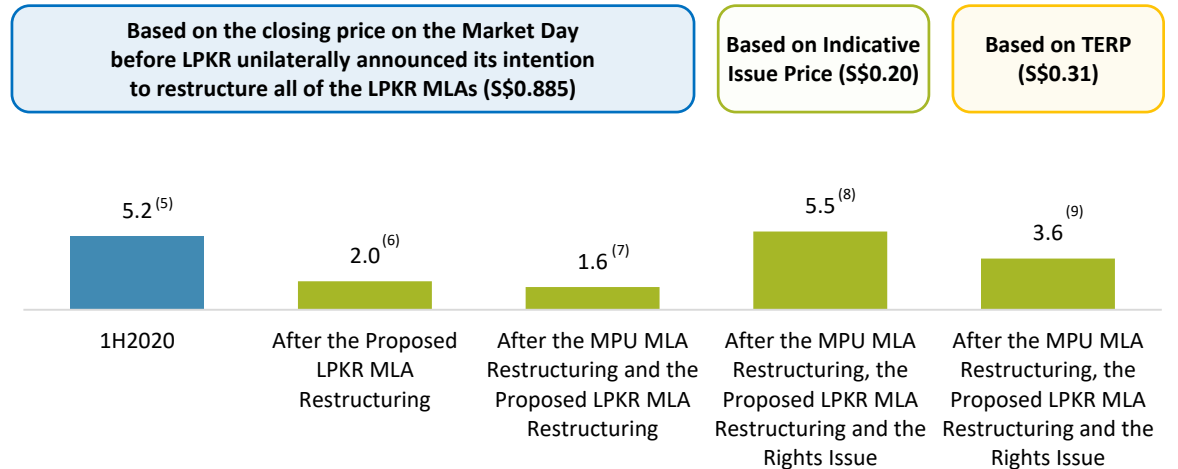 Based on the closing price on the Market Day
before LPKR unilaterally announced its intention
to restructure all of the LPKR MLAs (S$0.885)
Based on Indicative
Issue Price (S$0.20)
Based on TERP
(S$0.31)
5.2 (5)
2.0 (6)
1.6 (7)
5.5 (8)
3.6 (9)
1H2020
After the Proposed
LPKR MLA
Restructuring
After the MPU MLA
Restructuring and the
Proposed LPKR MLA
Restructuring
After the MPU MLA
Restructuring, the
Proposed LPKR MLA
Restructuring and the
Rights Issue
After the MPU MLA
Restructuring, the
Proposed LPKR MLA
Restructuring and the
Rights Issue